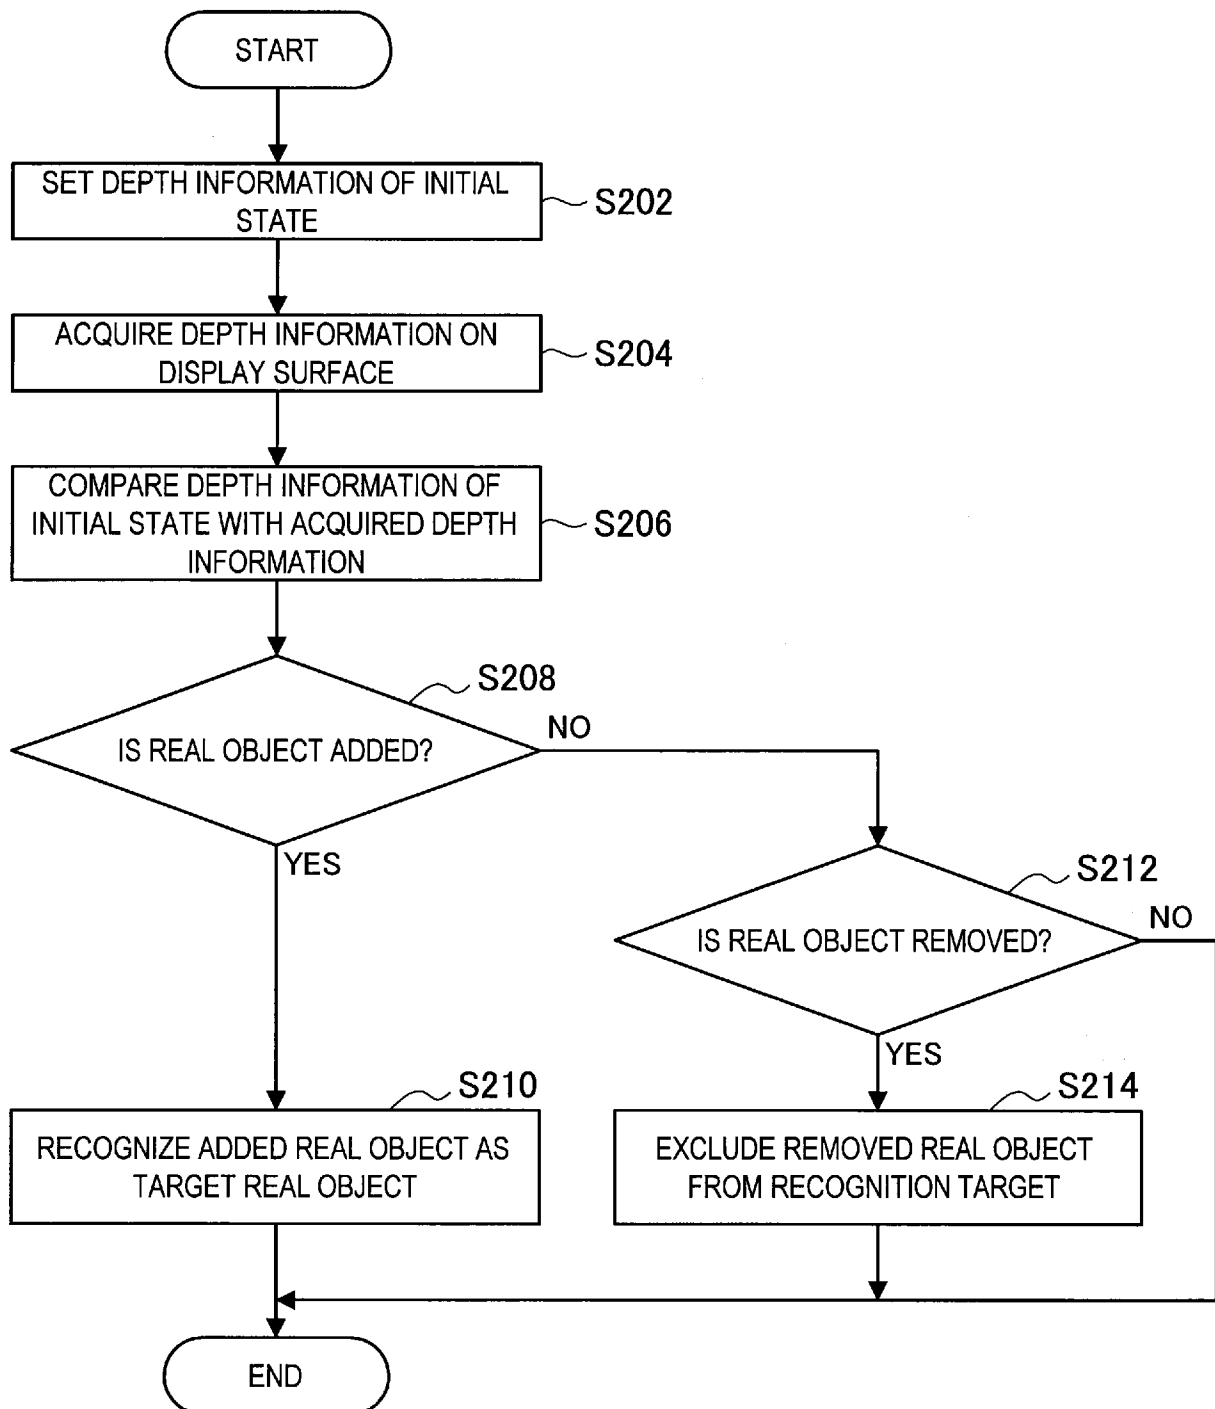 START
SET DEPTH INFORMATION OF INITIAL
STATE
S202
ACQUIRE DEPTH INFORMATION ON
DISPLAY SURFACE
S204
COMPARE DEPTH INFORMATION OF
INITIAL STATE WITH ACQUIRED DEPTH
INFORMATION
S206
S208
IS REAL OBJECT ADDED?
NO
YES
S212
IS REAL OBJECT REMOVED?
NO
YES
S210
RECOGNIZE ADDED REAL OBJECT AS
TARGET REAL OBJECT
S214
EXCLUDE REMOVED REAL OBJECT
FROM RECOGNITION TARGET
END